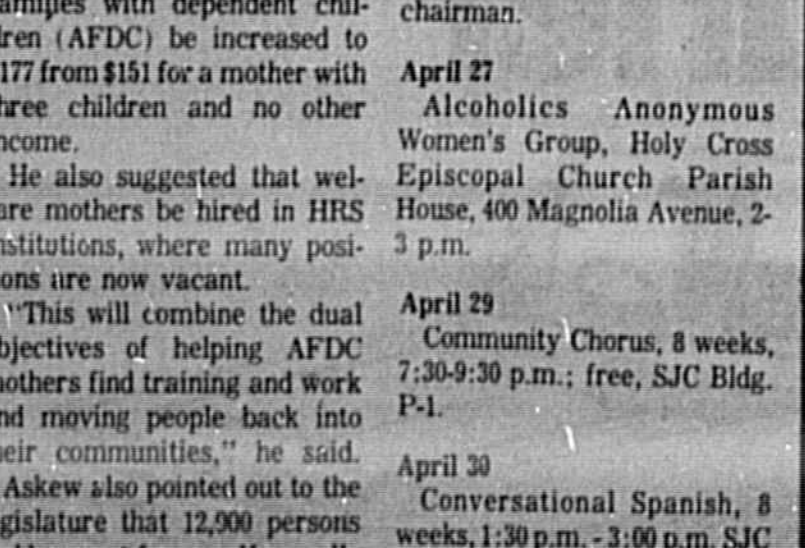 with dependent chil-
dren (AFDC) be increased to
177 from $151 for a mother with
hree children and no other
ncome.
He also suggested that wel-
are mothers be hired in HRS
nstitutions, where many posi-
ons are now vacant.
"This will combine the dual
bjectives of helping AFDC
nothers find training and work
nd moving people back into
eir communities," he said.
Askew also pointed out to the
gislature that 12,000 persons
chairman.
April 27
Alcoholics Anonymous
Women's Group, Holy Cross
Episcopal Church Parish
House, 400 Magnolia Avenue, 2-
3 p.m.
April 29
Community Chorus, 8 weeks,
7:30-9:30 p.m.; free, SJC Bldg.
P-1.
April 30
Conversational Spanish, 8
weeks, 1:30 p.m. - 3:00 p.m. SJC